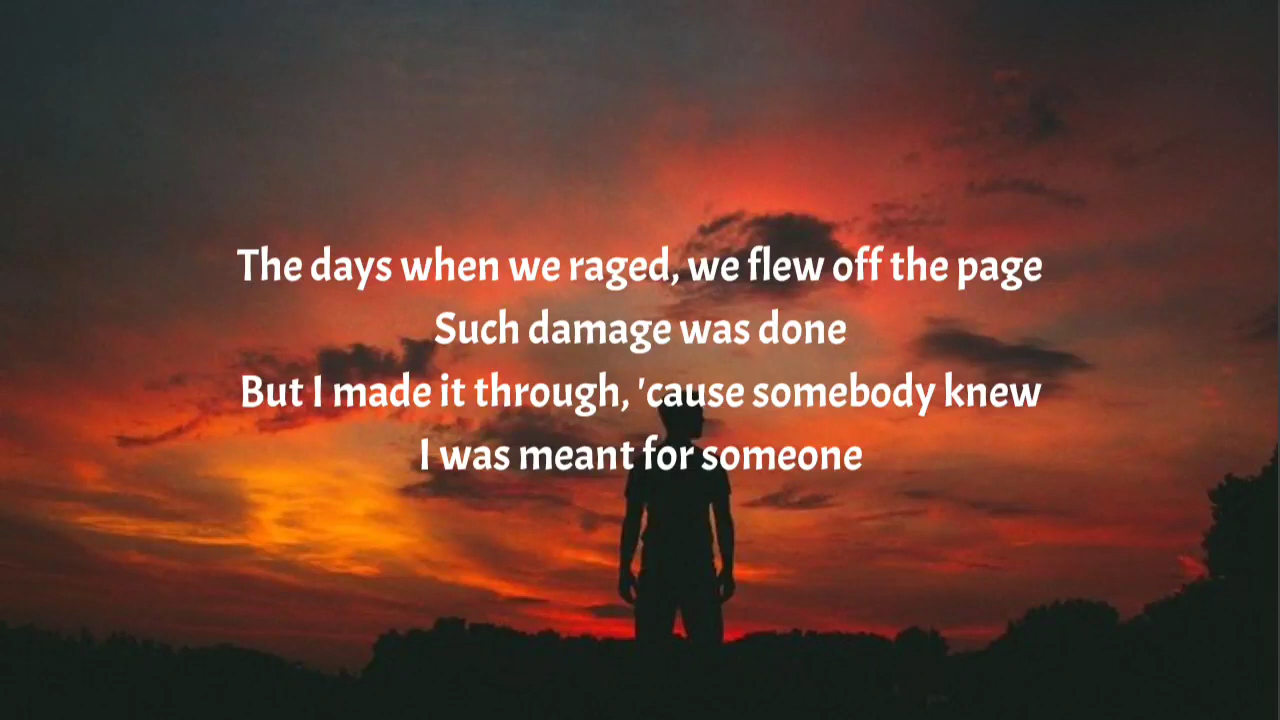 The days when we raged, we flew off the page
Such damage was done
But I made it through, 'cause somebody knew
I was meant for someone